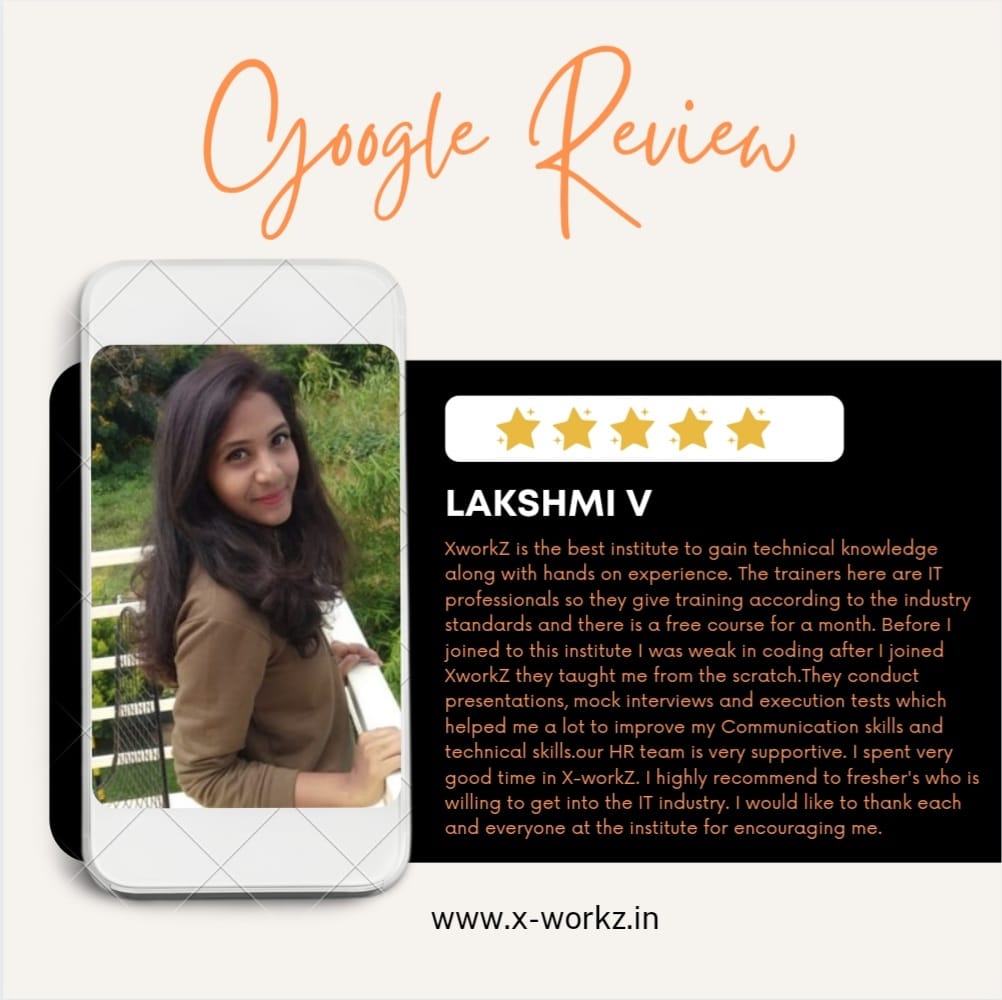 Google Review
LAKSHMI V
XworkZ is the best institute to gain technical knowledge
along with hands on experience. The trainers here are IT
professionals so they give training according to the industry
standards and there is a free course for a month. Before I
joined to this institute I was weak in coding after I joined
XworkZ they taught me from the scratch.They conduct
presentations, mock interviews and execution tests which
helped me a lot to improve my Communication skills and
technical skills.our HR team is very supportive. I spent very
good time in X-workZ. I highly recommend to fresher's who is
willing to get into the IT industry. I would like to thank each
and everyone at the institute for encouraging me.
www.x-workz.in